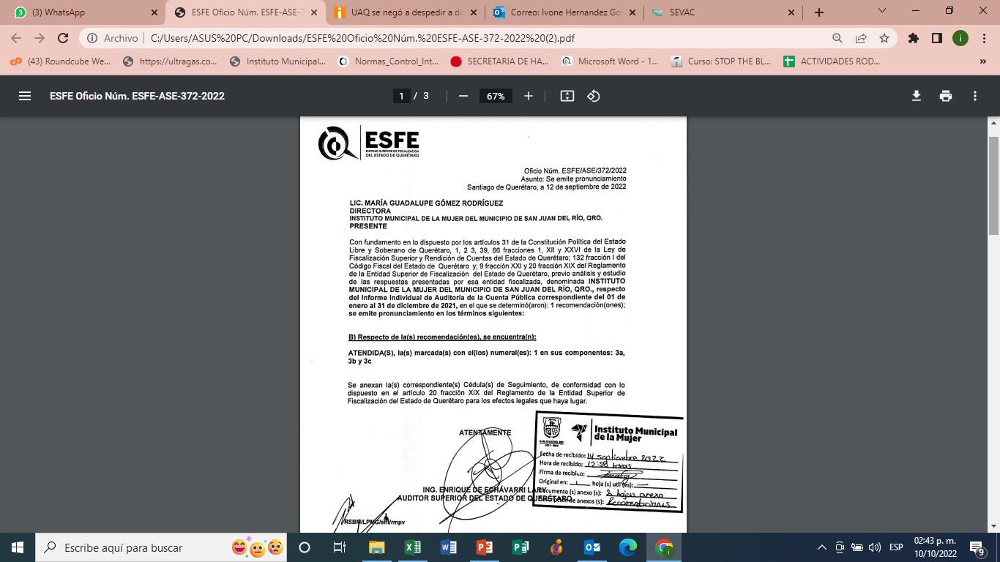 (3) WhatsApp
ESFE Oficio Núm. ESFE-ASE-3
UAQ se negó a despedir a do
Correo: Ivone Hernandez Go
SEVAC
Archivo
C:/Users/ASUS%20PC/Downloads/ESFE%20Oficio%20Núm.%20ESFE-ASE-372-2022%20(2).pdf
i
(43) Roundcube We...
https://ultragas.co...
Instituto Municipal...
Normas_Control_Int...
SECRETARIA DE HA...
Microsoft Word - 1...
Curso: STOP THE BL...
ACTIVIDADES ROD...
»
ESFE Oficio Núm. ESFE-ASE-372-2022
1 / 3
67%
ESFE
ENTIDAD SUPERIOR DE FISCALIZACIÓN
DEL ESTADO DE QUERÉTARO
Oficio Núm. ESFE/ASE/372/2022
Asunto: Se emite pronunciamiento
Santiago de Querétaro, a 12 de septiembre de 2022
LIC. MARÍA GUADALUPE GÓMEZ RODRÍGUEZ
DIRECTORA
INSTITUTO MUNICIPAL DE LA MUJER DEL MUNICIPIO DE SAN JUAN DEL RÍO, QRO.
PRESENTE
Con fundamento en lo dispuesto por los artículos 31 de la Constitución Política del Estado
Libre y Soberano de Querétaro, 1, 2 3, 39, 66 fracciones 1, XII y XXVI de la Ley de
Fiscalización Superior y Rendición de Cuentas del Estado de Querétaro; 132 fracción I del
Código Fiscal del Estado de Querétaro y; 9 fracción XXI y 20 fracción XIX del Reglamento
de la Entidad Superior de Fiscalización del Estado de Querétaro, previo análisis y estudio
de las respuestas presentadas por esa entidad fiscalizada, denominada INSTITUTO
MUNICIPAL DE LA MUJER DEL MUNICIPIO DE SAN JUAN DEL RÍO, QRO., respecto
del Informe Individual de Auditoría de la Cuenta Pública correspondiente del 01 de
enero al 31 de diciembre de 2021, en el que se determinó(aron): 1 recomendación(ones);
se emite pronunciamiento en los términos siguientes:
B) Respecto de la(s) recomendación(es), se encuentra(n):
ATENDIDA(S), la(s) marcada(s) con el(los) numeral(es): 1 en sus componentes: 3a,
3b y 3c
Se anexan la(s) correspondiente(s) Cédula(s) de Seguimiento, de conformidad con lo
dispuesto en el artículo 20 fracción XIX del Reglamento de la Entidad Superior de
Fiscalización del Estado de Querétaro para los efectos legales que haya lugar.
ATENTAMENTE
ING. ENRIQUE DE ECHÁVARRI LARY
AUDITOR SUPERIOR DEL ESTADO DE QUERÉTARO
/RSBM/LPMG/snt/rmpv
SAN JUAN DEL RÍO
Instituto Municipal
de la Mujer
Fecha de recibido: 14 septiembre 2022
Hora de recibido: 12:58 horas
Firma de recibido:
Original en: 1 hoja (s) util (es):
Documento (s) anexo (s): 2 hojas anexo
de anexos (s): Recomendaciones
Escribe aquí para buscar
ESP
02:43 p. m.
10/10/2022
9